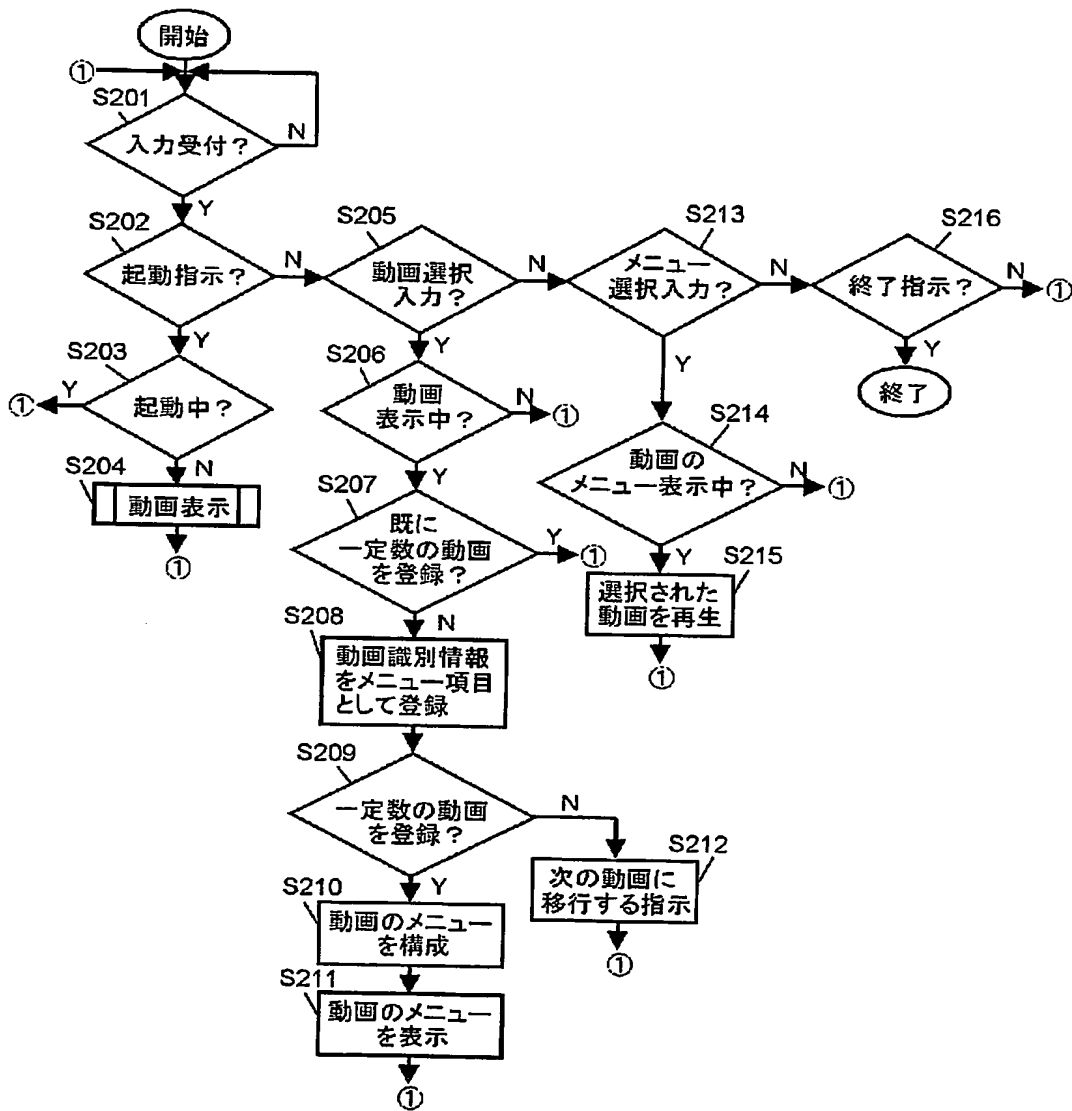 開始
①
S201
入力受付？
N
Y
S202
起動指示？
N
Y
S203
起動中？
Y
①
N
S204
動画表示
①
S205
動画選択
入力？
N
Y
S206
動画
表示中？
N
①
Y
S207
既に
一定数の動画
を登録？
Y
①
N
S208
動画識別情報
をメニュー項目
として登録
S209
一定数の動画
を登録？
N
Y
S210
動画のメニュー
を構成
S211
動画のメニュー
を表示
①
S212
次の動画に
移行する指示
①
S213
メニュー
選択入力？
N
Y
S214
動画の
メニュー表示中？
N
①
Y
S215
選択された
動画を再生
①
S216
終了指示？
N
①
Y
終了